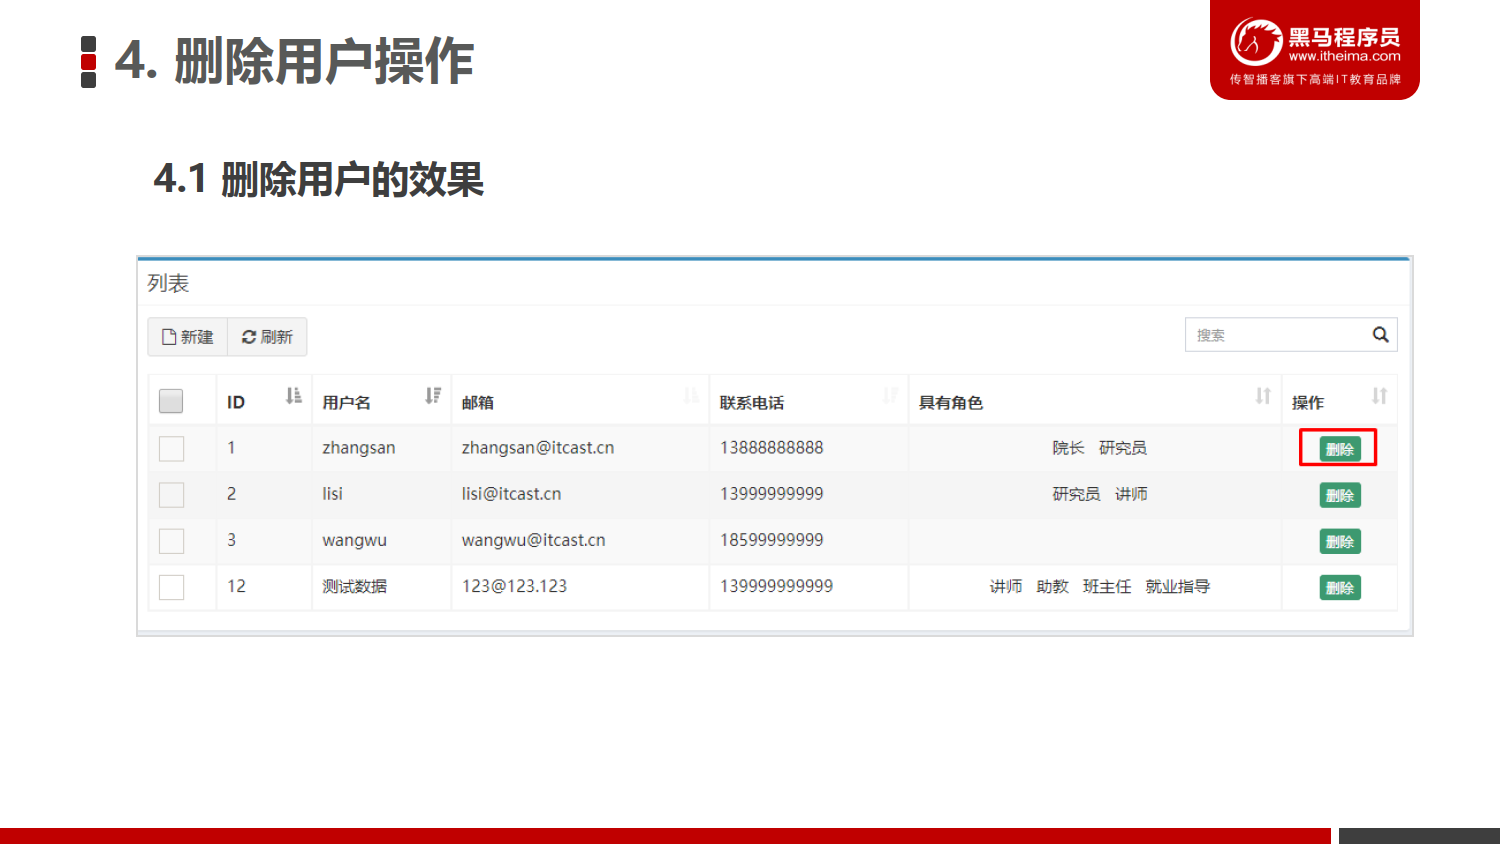 4. 删除用户操作
黑马程序员
www.itheima.com
传智播客旗下高端IT教育品牌
4.1 删除用户的效果
列表
新建 刷新 搜索
ID 用户名 邮箱 联系电话 具有角色 操作
1 zhangsan zhangsan@itcast.cn 13888888888 院长 研究员 删除
2 lisi lisi@itcast.cn 13999999999 研究员 讲师 删除
3 wangwu wangwu@itcast.cn 18599999999 删除
12 测试数据 123@123.123 139999999999 讲师 助教 班主任 就业指导 删除